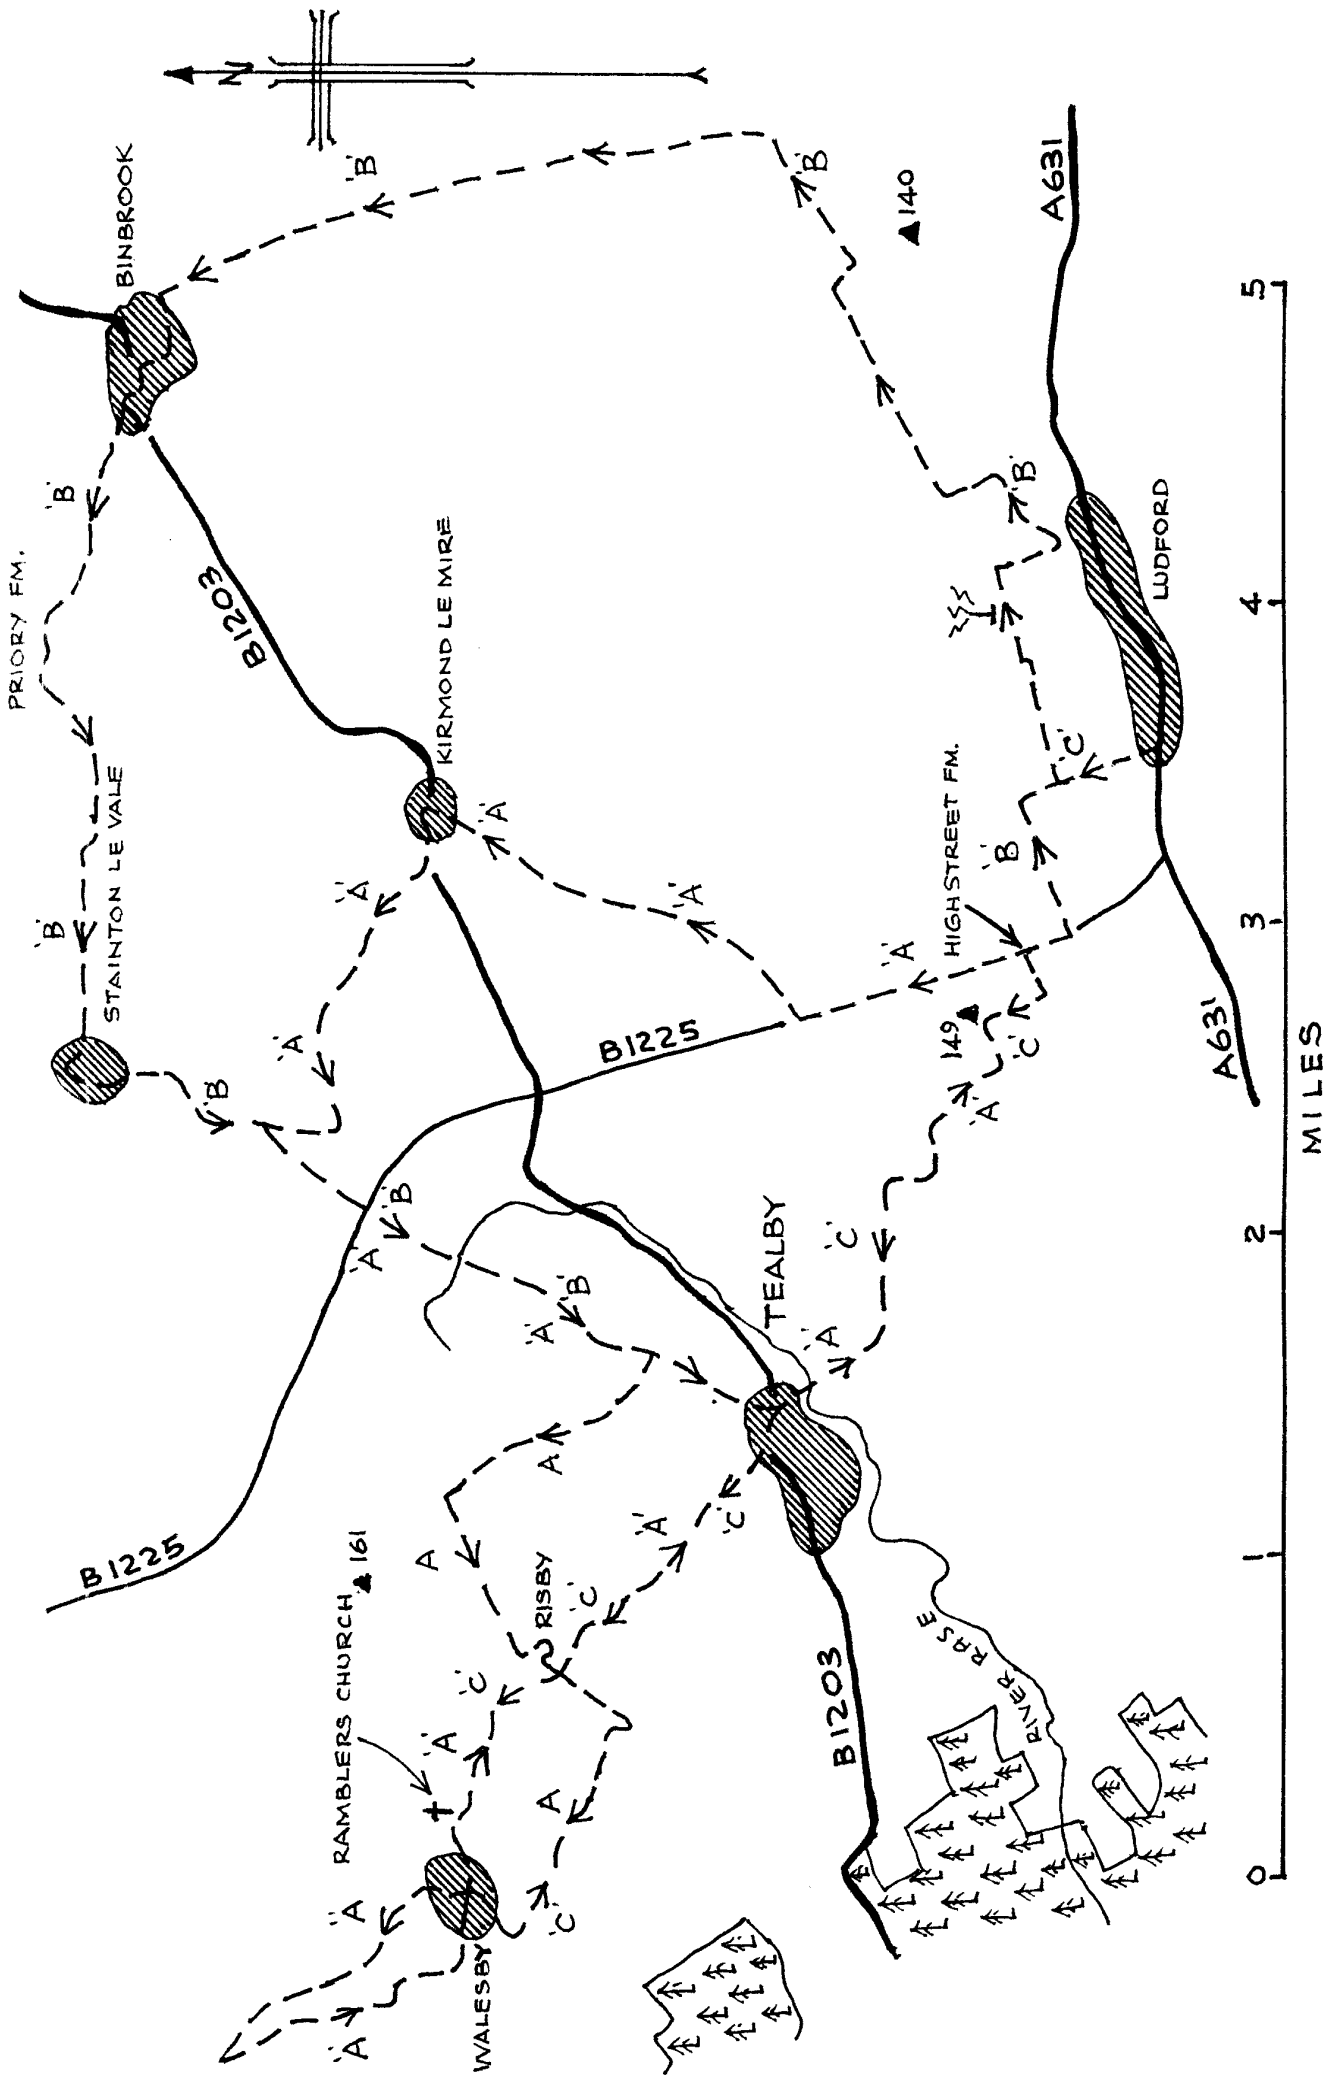 N
BINBROOK
'B'
'B'
PRIORY FM.
'B'
STAINTON LE VALE
'B'
'B'
B1203
KIRMOND LE MIRE
'A'
'A'
'A'
'A'
'B'
'A'
B1225
B1225
'B'
'A'
A
A
RAMBLERS CHURCH
161
RISBY
'A'
'C'
'C'
'A'
'C'
'A'
'A'
WALESBY
A
'C'
TEALBY
'A'
'C'
149
'A'
'C'
HIGHSTREET FM.
'A'
'B'
'C'
'B'
140
A631
LUDFORD
A631
B1203
RIVER RASE
0 1 2 3 4 5
MILES